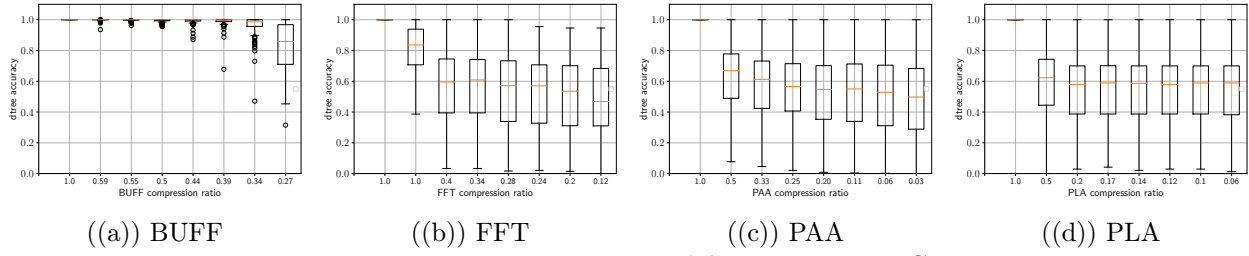 1.0
0.8
0.6
0.4
0.2
0.0
dtree accuracy
1.0 0.59 0.55 0.5 0.44 0.39 0.34 0.27
BUFF compression ratio
((a)) BUFF
1.0
0.8
0.6
0.4
0.2
0.0
dtree accuracy
1.0 1.0 0.4 0.34 0.28 0.24 0.2 0.12
FFT compression ratio
((b)) FFT
1.0
0.8
0.6
0.4
0.2
0.0
dtree accuracy
1.0 0.5 0.33 0.25 0.20 0.11 0.06 0.03
PAA compression ratio
((c)) PAA
1.0
0.8
0.6
0.4
0.2
0.0
dtree accuracy
1.0 0.5 0.2 0.17 0.14 0.12 0.1 0.06
PLA compression ratio
((d)) PLA